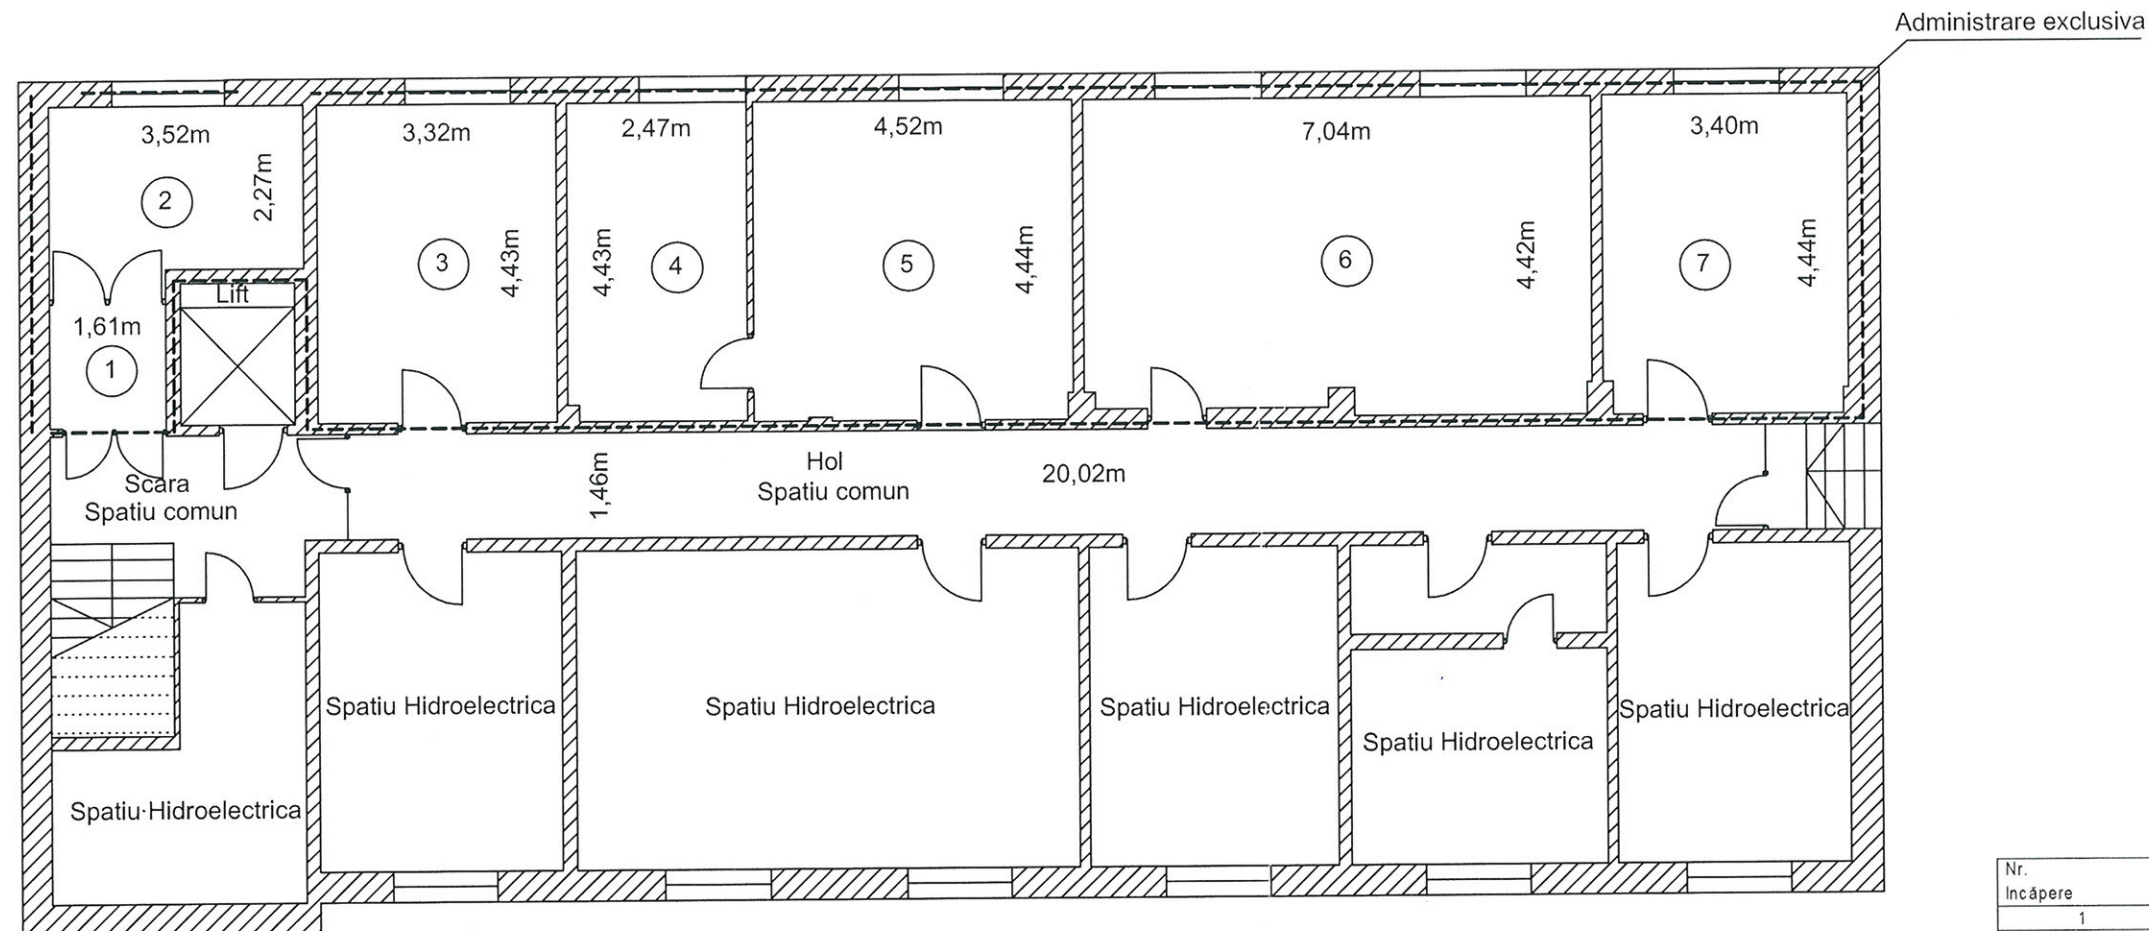 Administrare exclusiva
3,52m
3,32m
2,47m
4,52m
7,04m
3,40m
2,27m
2
3
4,43m
4,43m
4
5
4,44m
6
4,42m
7
4,44m
Lift
1,61m
1
Scara
Spatiu comun
1,46m
Hol
Spatiu comun
20,02m
Spatiu Hidroelectrica
Spatiu Hidroelectrica
Spatiu Hidroelectrica
Spatiu Hidroelectrica
Spatiu Hidroelectrica
Spatiu·Hidroelectrica
Nr.
Incăpere
1